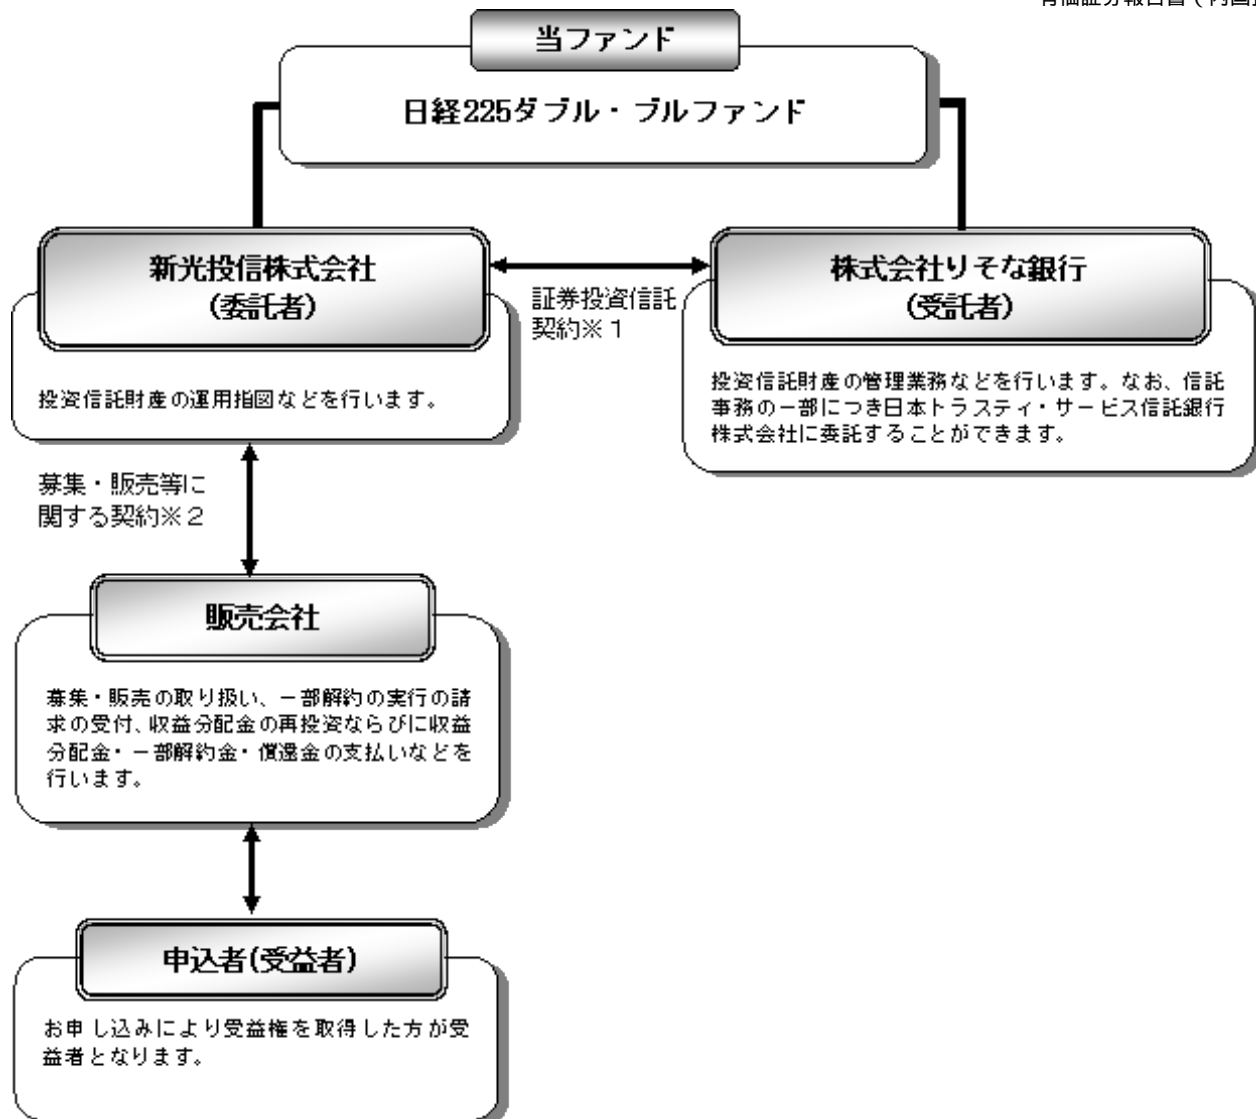 当ファンド
日経225ダブル・ブルファンド
新光投信株式会社
(委託者)
投資信託財産の運用指図などを行います。
証券投資信託
契約※1
株式会社りそな銀行
(受託者)
投資信託財産の管理業務などを行います。なお、信託
事務の一部につき日本トラスティ・サービス信託銀行
株式会社に委託することができます。
募集・販売等に
関する契約※2
販売会社
募集・販売の取り扱い、一部解約の実行の請
求の受付、収益分配金の再投資ならびに収益
分配金・一部解約金・償還金の支払いなどを
行います。
申込者(受益者)
お申し込みにより受益権を取得した方が受
益者となります。